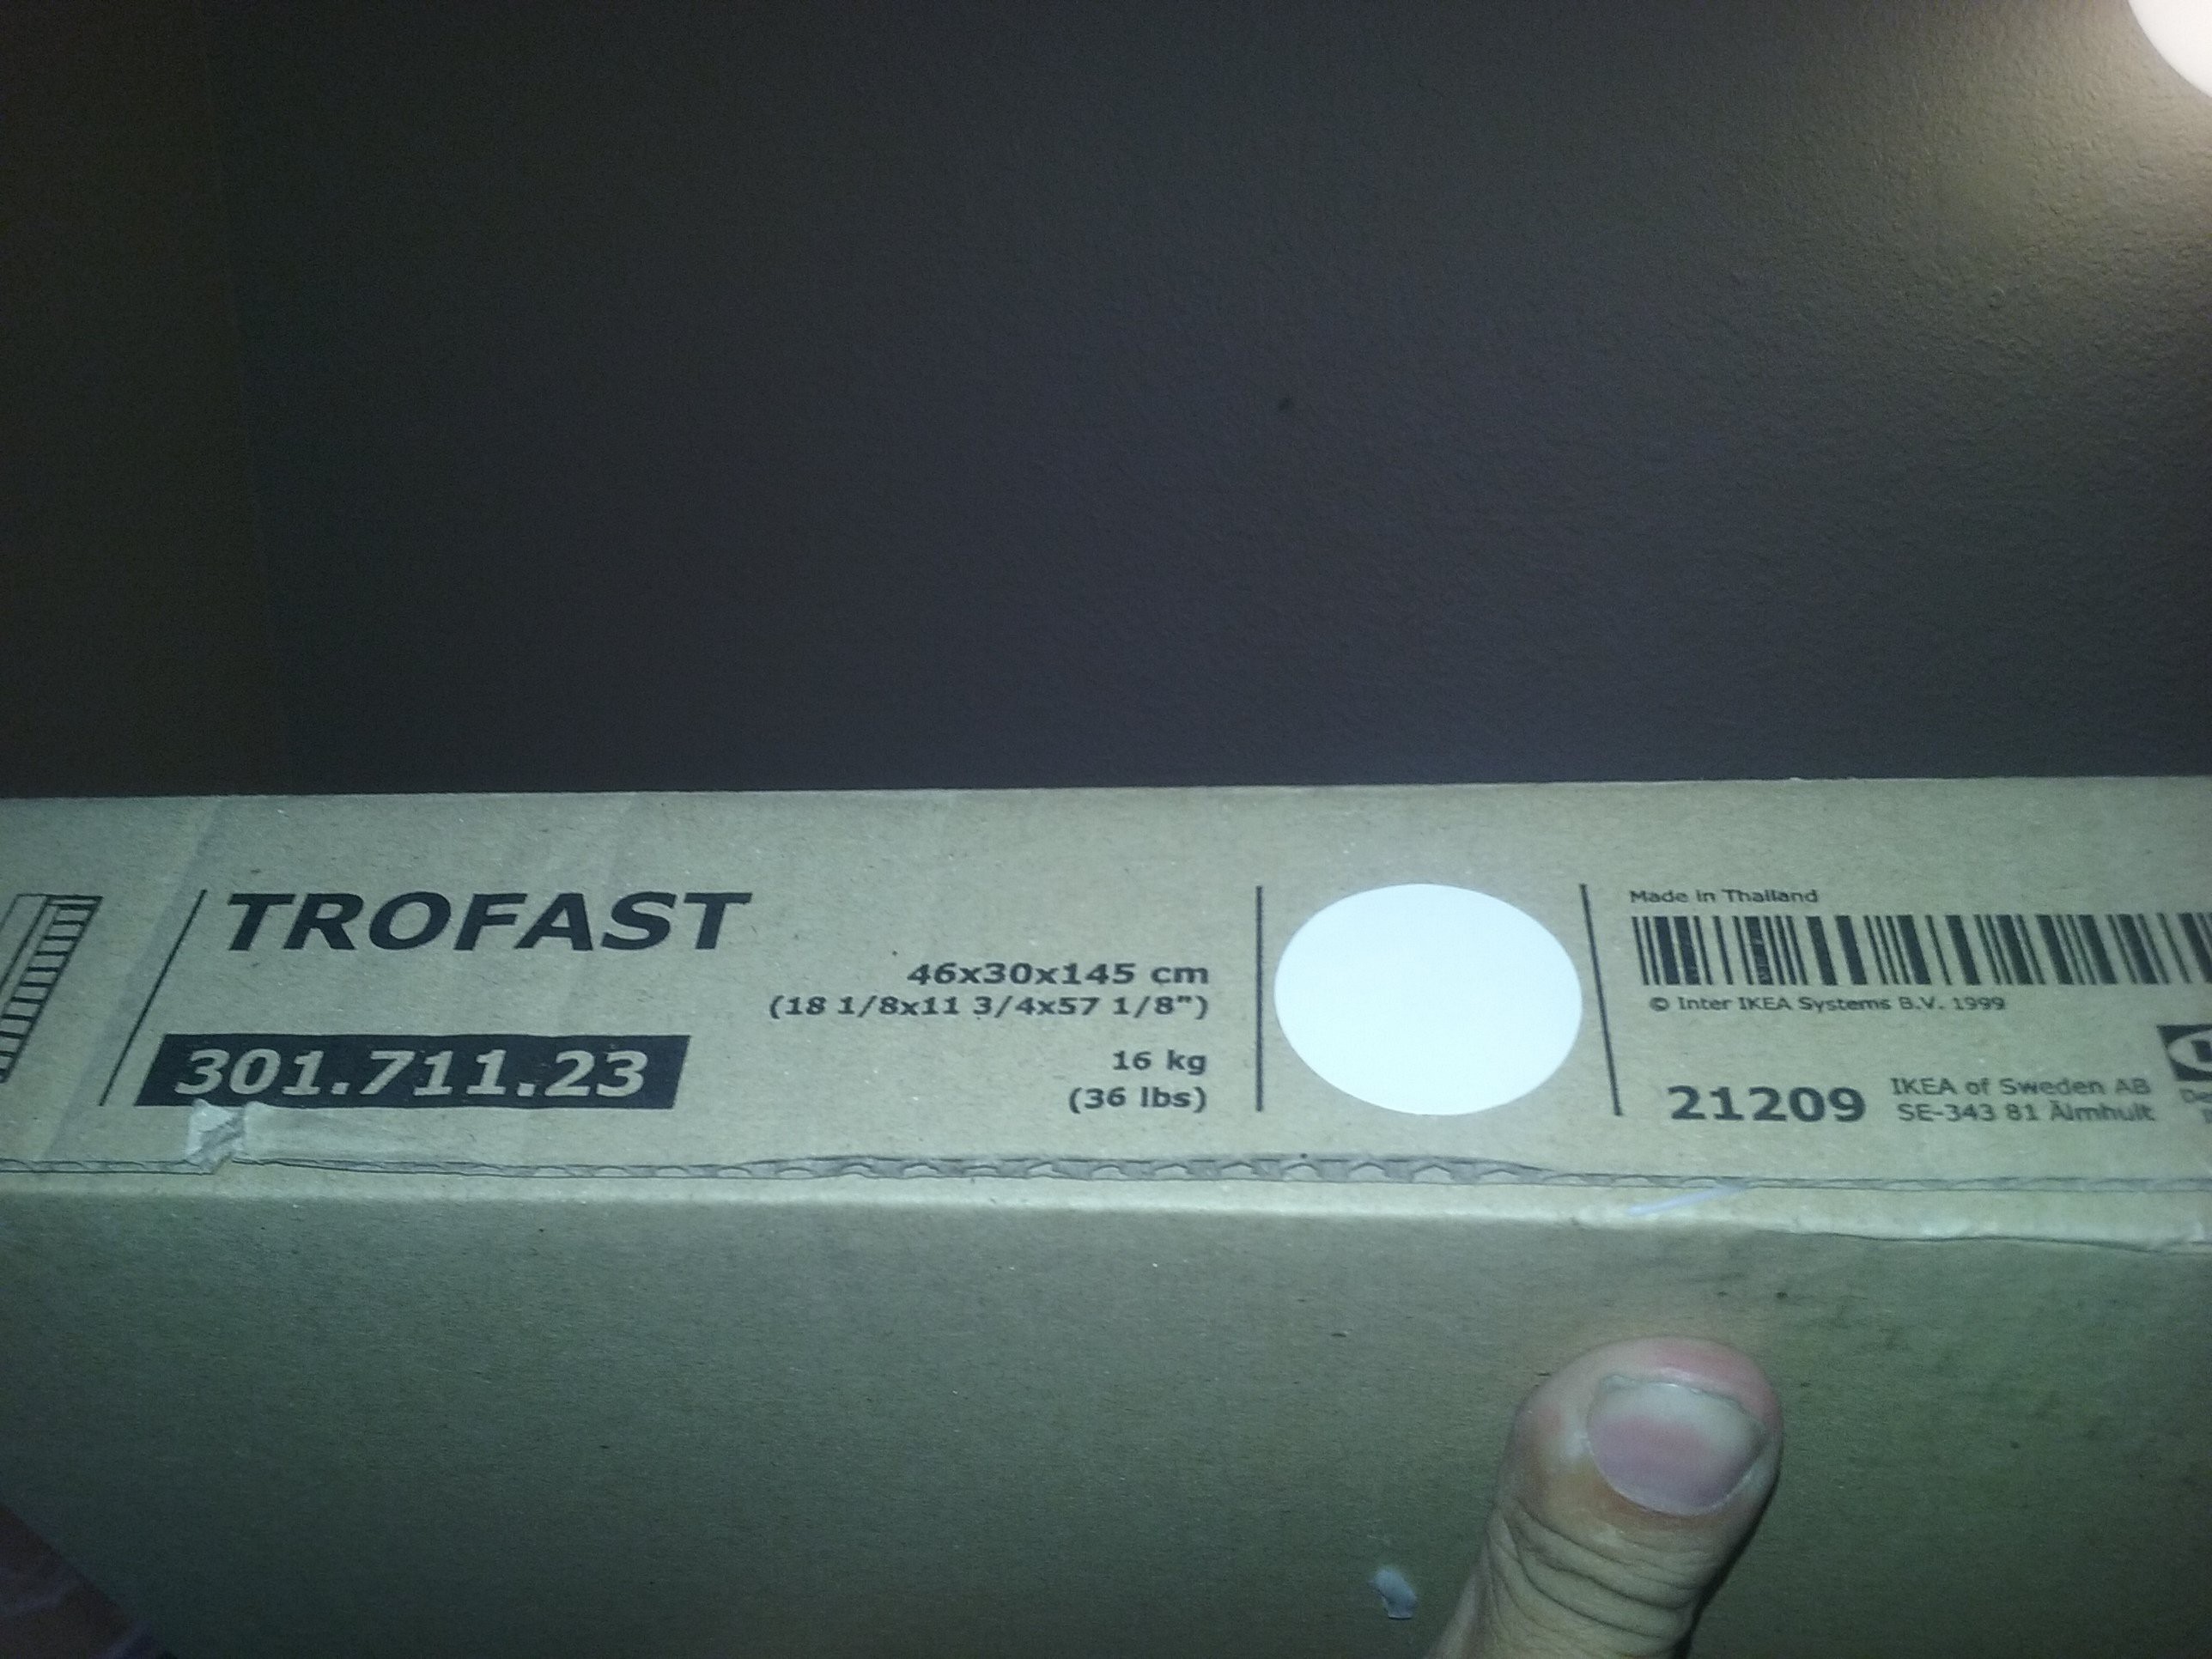 TROFAST
46x30x145 cm
(18 1/8x11 3/4x57 1/8")
301.711.23
16 kg
(36 lbs)
Made in Thailand
© Inter IKEA Systems B.V. 1999
21209
IKEA of Sweden AB
SE-343 81 Älmhult